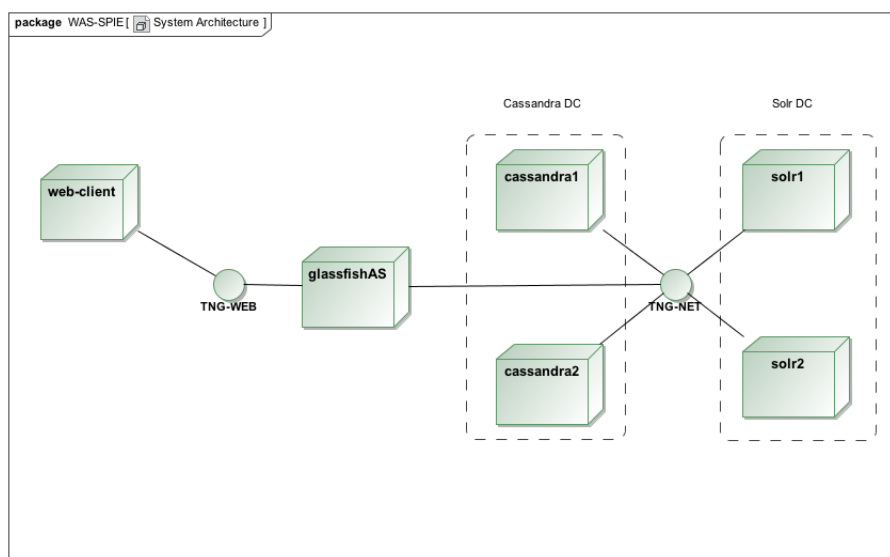 package WAS-SPIE[ System Architecture ]
Cassandra DC
Solr DC
web-client
cassandra1
solr1
glassfishAS
TNG-WEB
TNG-NET
cassandra2
solr2